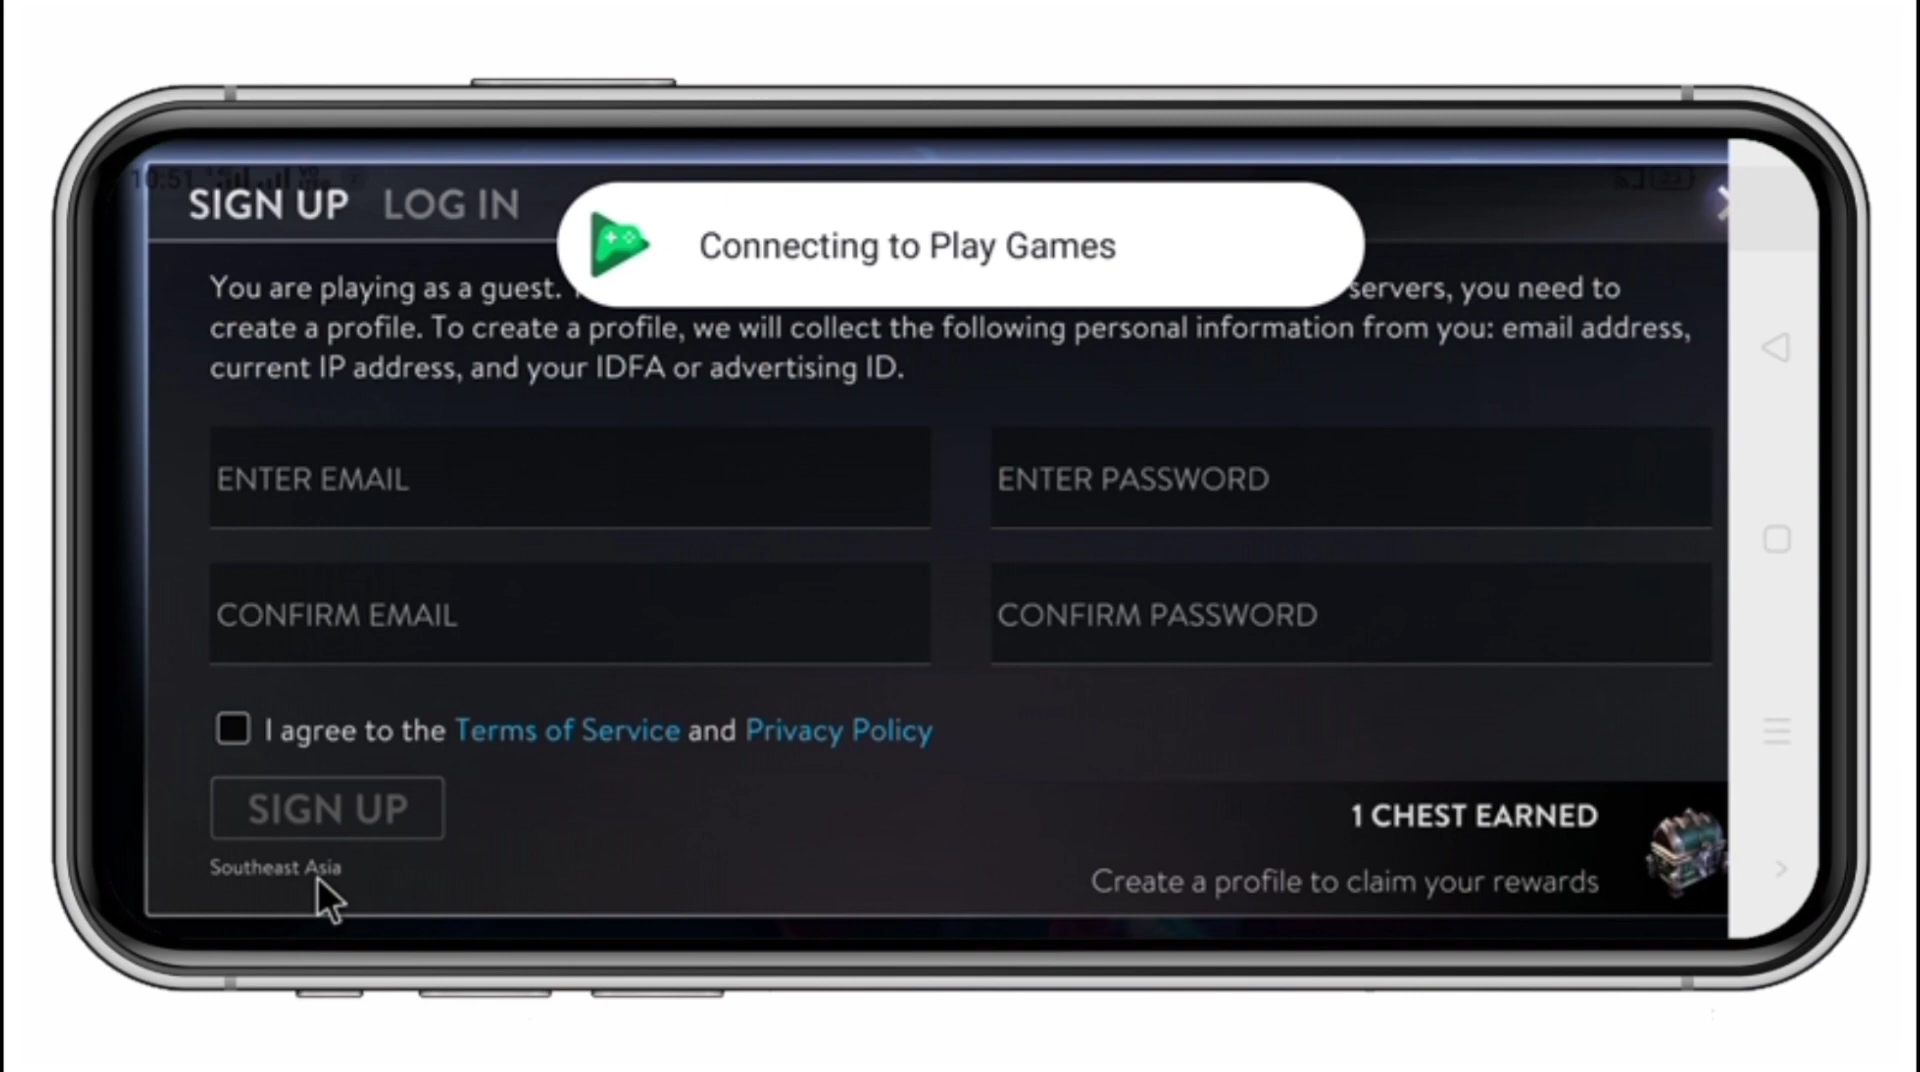 10:51
SIGN UP LOG IN
Connecting to Play Games
You are playing as a guest. servers, you need to
create a profile. To create a profile, we will collect the following personal information from you: email address,
current IP address, and your IDFA or advertising ID.
ENTER EMAIL ENTER PASSWORD
CONFIRM EMAIL CONFIRM PASSWORD
I agree to the Terms of Service and Privacy Policy
SIGN UP
1 CHEST EARNED
Southeast Asia
Create a profile to claim your rewards